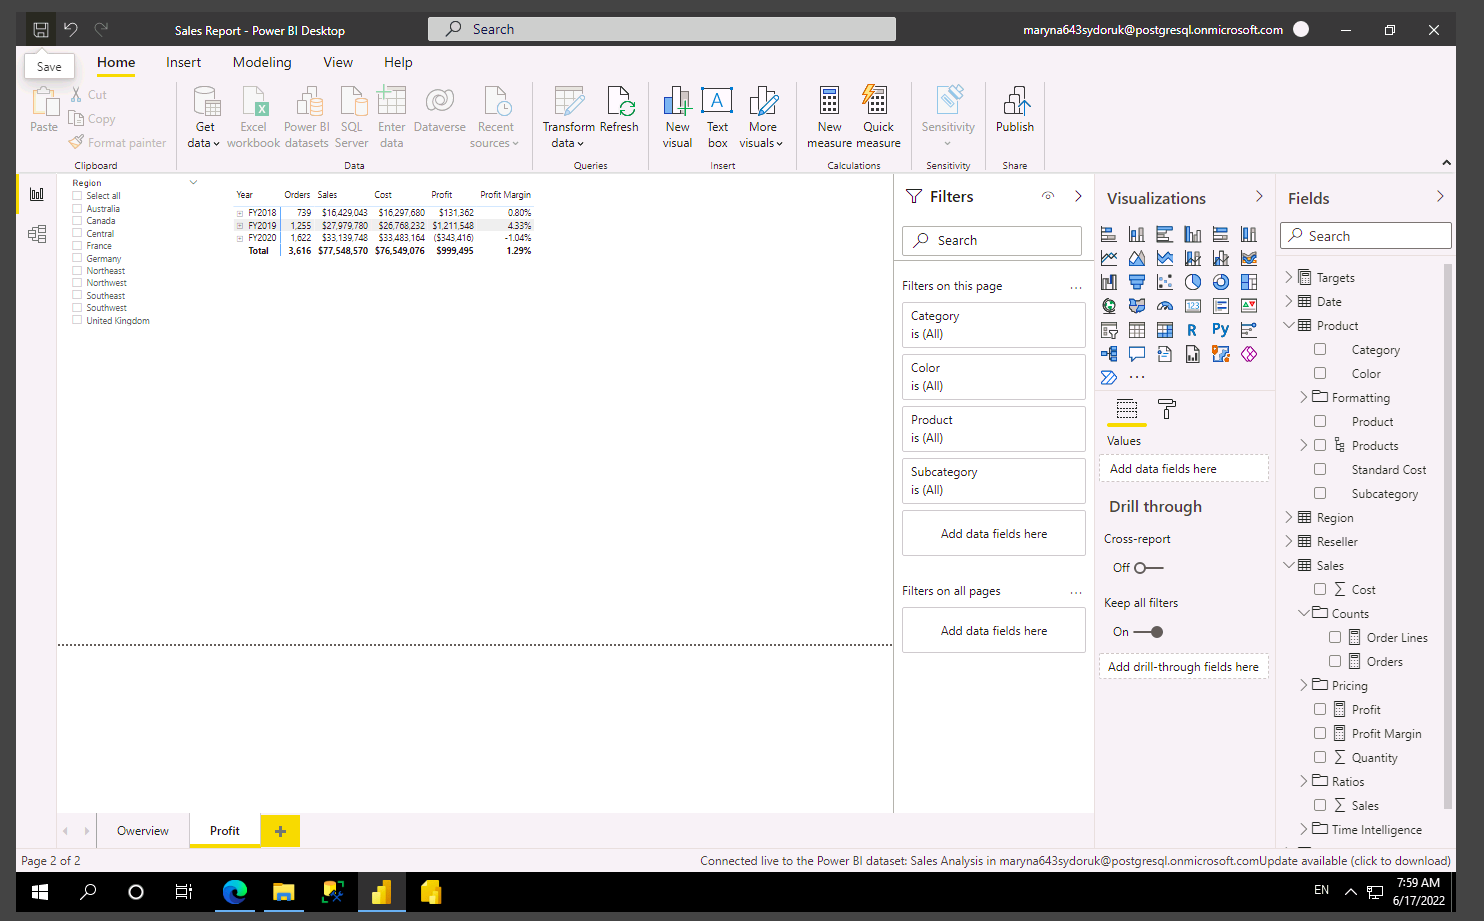 Sales Report - Power BI Desktop
Search
maryna643sydoruk@postgresql.onmicrosoft.com
Save
Home Insert Modeling View Help
Paste
Cut
Copy
Format painter
Clipboard
Get data
Excel workbook
Power BI datasets
SQL Server
Enter data
Dataverse
Recent sources
Data
Transform data
Refresh
Queries
New visual
Text box
More visuals
Insert
New measure
Quick measure
Calculations
Sensitivity
Sensitivity
Publish
Share
Region
Select all
Australia
Canada
Central
France
Germany
Northeast
Northwest
Southeast
Southwest
United Kingdom
Year Orders Sales Cost Profit Profit Margin
FY2018 739 $16,429,043 $16,297,680 $131,362 0.80%
FY2019 1,255 $27,979,780 $26,768,232 $1,211,548 4.33%
FY2020 1,622 $33,139,748 $33,483,164 ($343,416) -1.04%
Total 3,616 $77,548,570 $76,549,076 $999,495 1.29%
Filters
Search
Filters on this page
...
Category
is (All)
Color
is (All)
Product
is (All)
Subcategory
is (All)
Add data fields here
Filters on all pages
...
Add data fields here
Visualizations
123
R
Py
...
Values
Add data fields here
Drill through
Cross-report
Off
Keep all filters
On
Add drill-through fields here
Fields
Search
Targets
Date
Product
Category
Color
Formatting
Product
Products
Standard Cost
Subcategory
Region
Reseller
Sales
Cost
Counts
Order Lines
Orders
Pricing
Profit
Profit Margin
Quantity
Ratios
Sales
Time Intelligence
Overview
Profit
+
Page 2 of 2
Connected live to the Power BI dataset: Sales Analysis in maryna643sydoruk@postgresql.onmicrosoft.comUpdate available (click to download)
EN
7:59 AM
6/17/2022